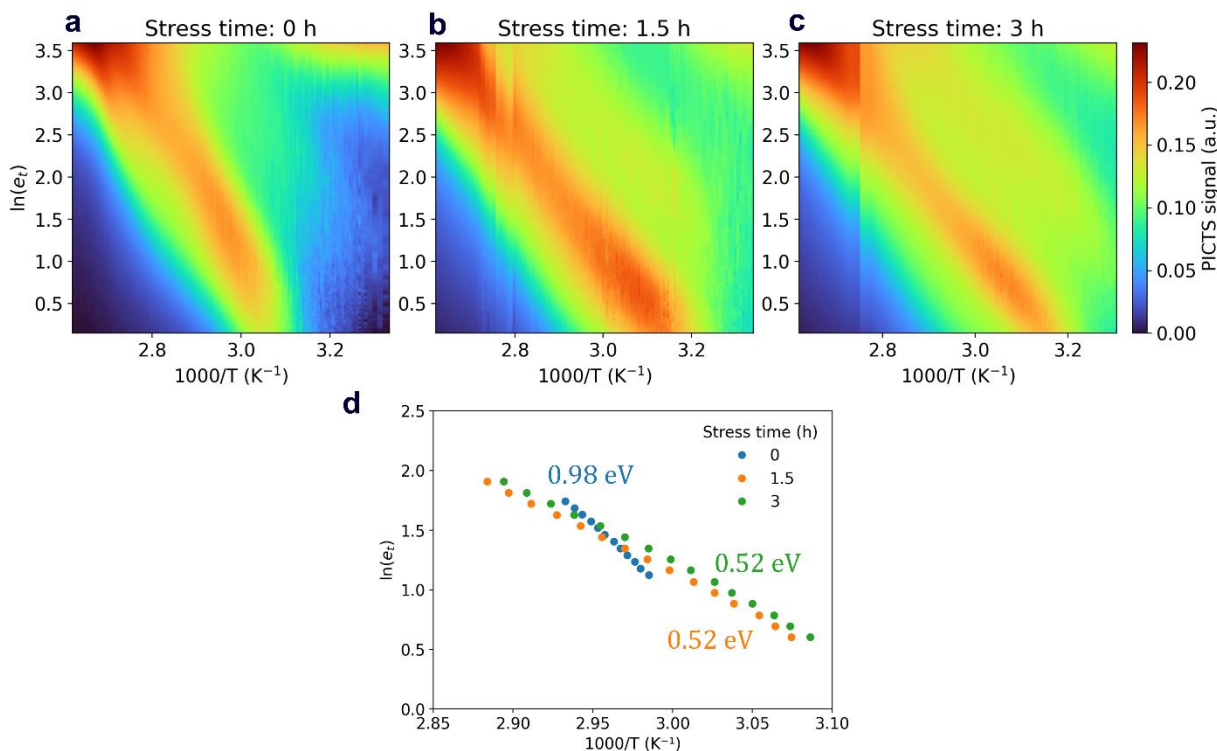 a
Stress time: 0 h
b
Stress time: 1.5 h
c
Stress time: 3 h
ln(e_t)
3.5
3.0
2.5
2.0
1.5
1.0
0.5
2.8 3.0 3.2
1000/T (K⁻¹)
2.8 3.0 3.2
1000/T (K⁻¹)
2.8 3.0 3.2
1000/T (K⁻¹)
0.20
0.15
0.10
0.05
0.00
PICTS signal (a.u.)
d
ln(e_t)
2.5
2.0
1.5
1.0
0.5
0.0
Stress time (h)
0
1.5
3
0.98 eV
0.52 eV
0.52 eV
2.85 2.90 2.95 3.00 3.05 3.10
1000/T (K⁻¹)